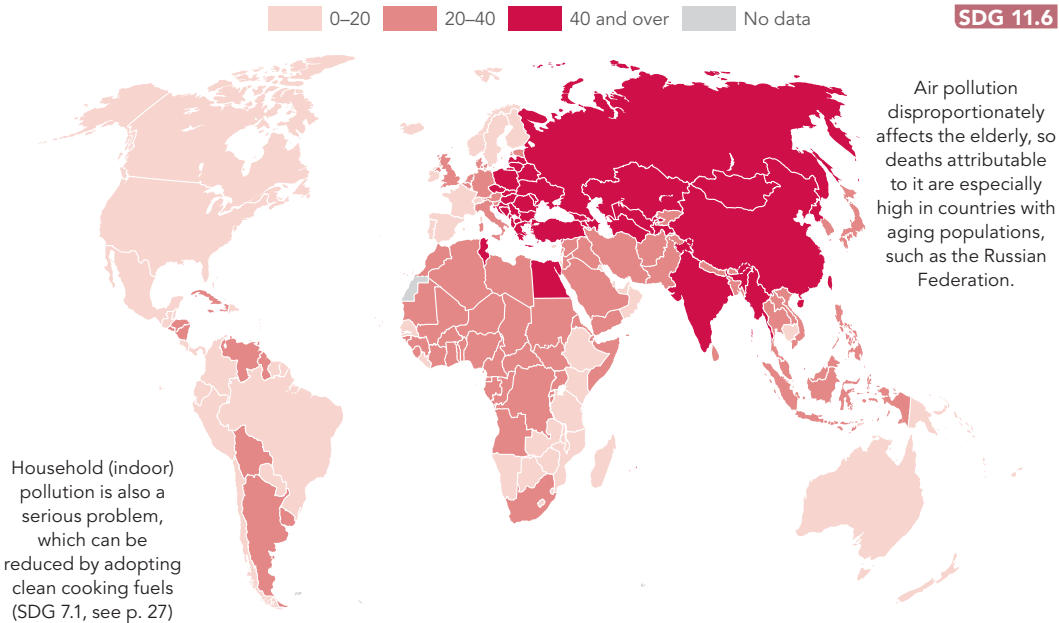 0–20
20–40
40 and over
No data
SDG 11.6
Air pollution
disproportionately
affects the elderly, so
deaths attributable
to it are especially
high in countries with
aging populations,
such as the Russian
Federation.
Household (indoor)
pollution is also a
serious problem,
which can be
reduced by adopting
clean cooking fuels
(SDG 7.1, see p. 27)